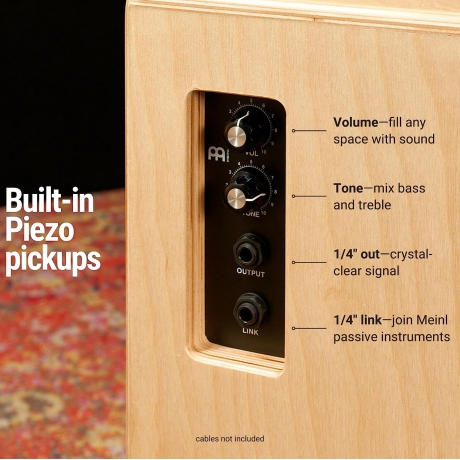 Built-in
Piezo
pickups
Volume—fill any
space with sound
VOL
Tone—mix bass
and treble
TONE
1/4" out—crystal-
clear signal
OUTPUT
1/4" link—join Meinl
passive instruments
LINK
cables not included